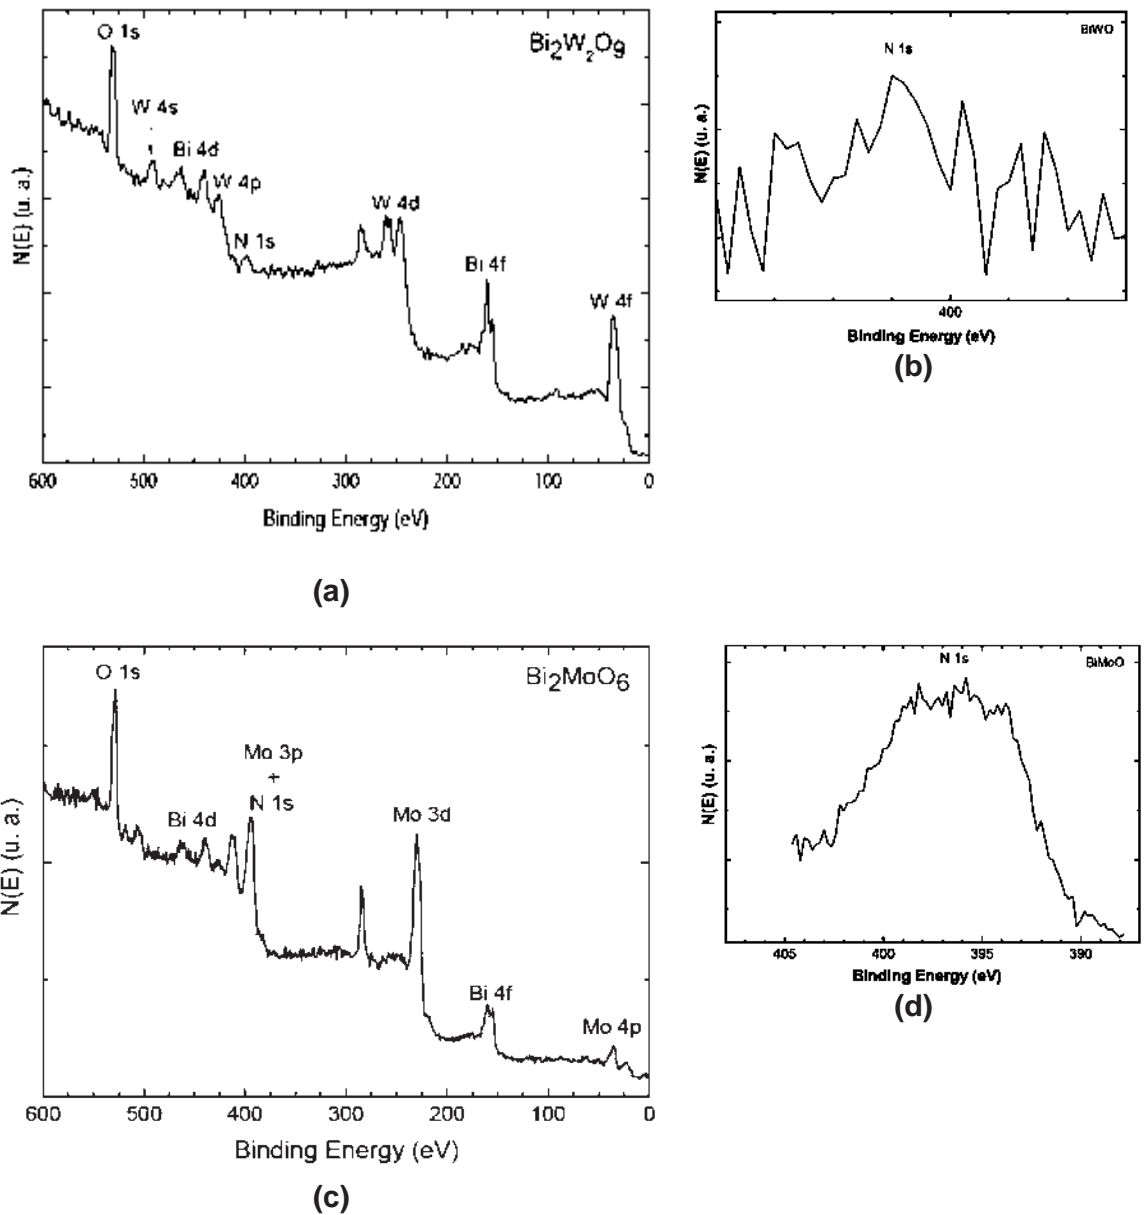 O 1s
Bi2W2O9
W 4s
Bi 4d
W 4p
N 1s
W 4d
Bi 4f
W 4f
N(E) (u. a.)
600 500 400 300 200 100 0
Binding Energy (eV)
(a)
BiWO
N 1s
N(E) (u. a.)
400
Binding Energy (eV)
(b)
O 1s
Bi2MoO6
Mo 3p
+
N 1s
Bi 4d
Mo 3d
Bi 4f
Mo 4p
N(E) (u. a.)
600 500 400 300 200 100 0
Binding Energy (eV)
(c)
N 1s
BiMoO
N(E) (u. a.)
405 400 395 390
Binding Energy (eV)
(d)